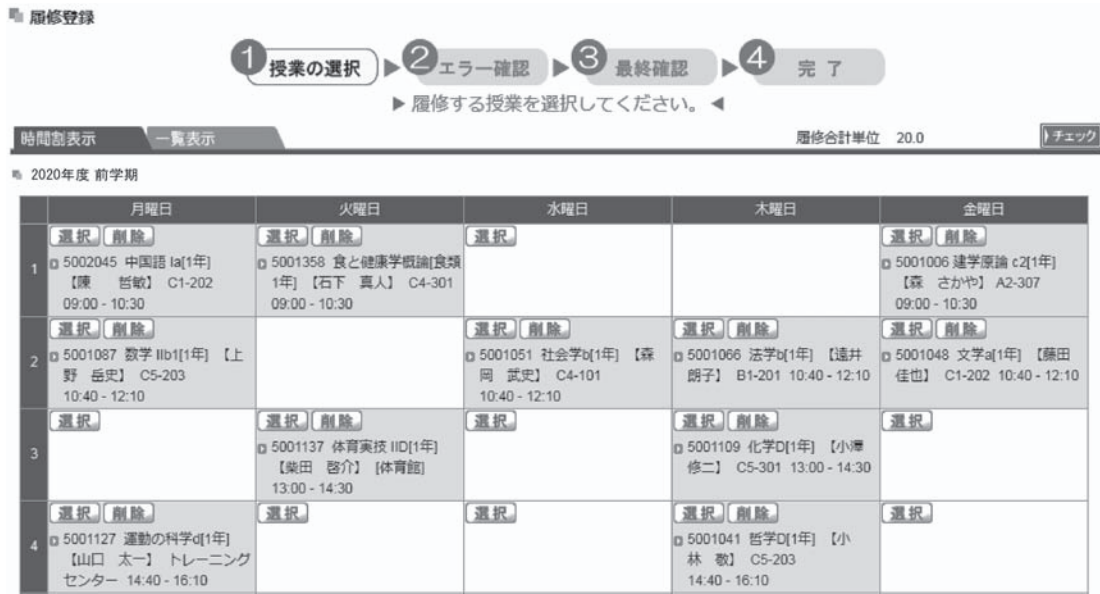 履修登録
1 授業の選択 ▶ 2 エラー確認 ▶ 3 最終確認 ▶ 4 完了
▶ 履修する授業を選択してください。 ◀
時間割表示 一覧表示 履修合計単位 20.0 チェック
2020年度 前学期
月曜日 火曜日 水曜日 木曜日 金曜日
1
選択 削除
5002045 中国語 Ia[1年]
【陳 哲敏】 C1-202
09:00 - 10:30
選択 削除
5001358 食と健康学概論[食類
1年] 【石下 真人】 C4-301
09:00 - 10:30
選択
選択 削除
5001006 建学原論 c2[1年]
【森 さかや】 A2-307
09:00 - 10:30
2
選択 削除
5001087 数学 IIb1[1年] 【上
野 岳史】 C5-203
10:40 - 12:10
選択 削除
5001051 社会学b[1年] 【森
岡 武史】 C4-101
10:40 - 12:10
選択 削除
5001066 法学b[1年] 【遠井
朗子】 B1-201 10:40 - 12:10
選択 削除
5001048 文学a[1年] 【藤田
佳也】 C1-202 10:40 - 12:10
3
選択
選択 削除
5001137 体育実技 IID[1年]
【柴田 啓介】 [体育館]
13:00 - 14:30
選択
選択 削除
5001109 化学D[1年] 【小澤
修二】 C5-301 13:00 - 14:30
選択
4
選択 削除
5001127 運動の科学d[1年]
【山口 太一】 トレーニング
センター 14:40 - 16:10
選択
選択
選択 削除
5001041 哲学D[1年] 【小
林 敬】 C5-203
14:40 - 16:10
選択